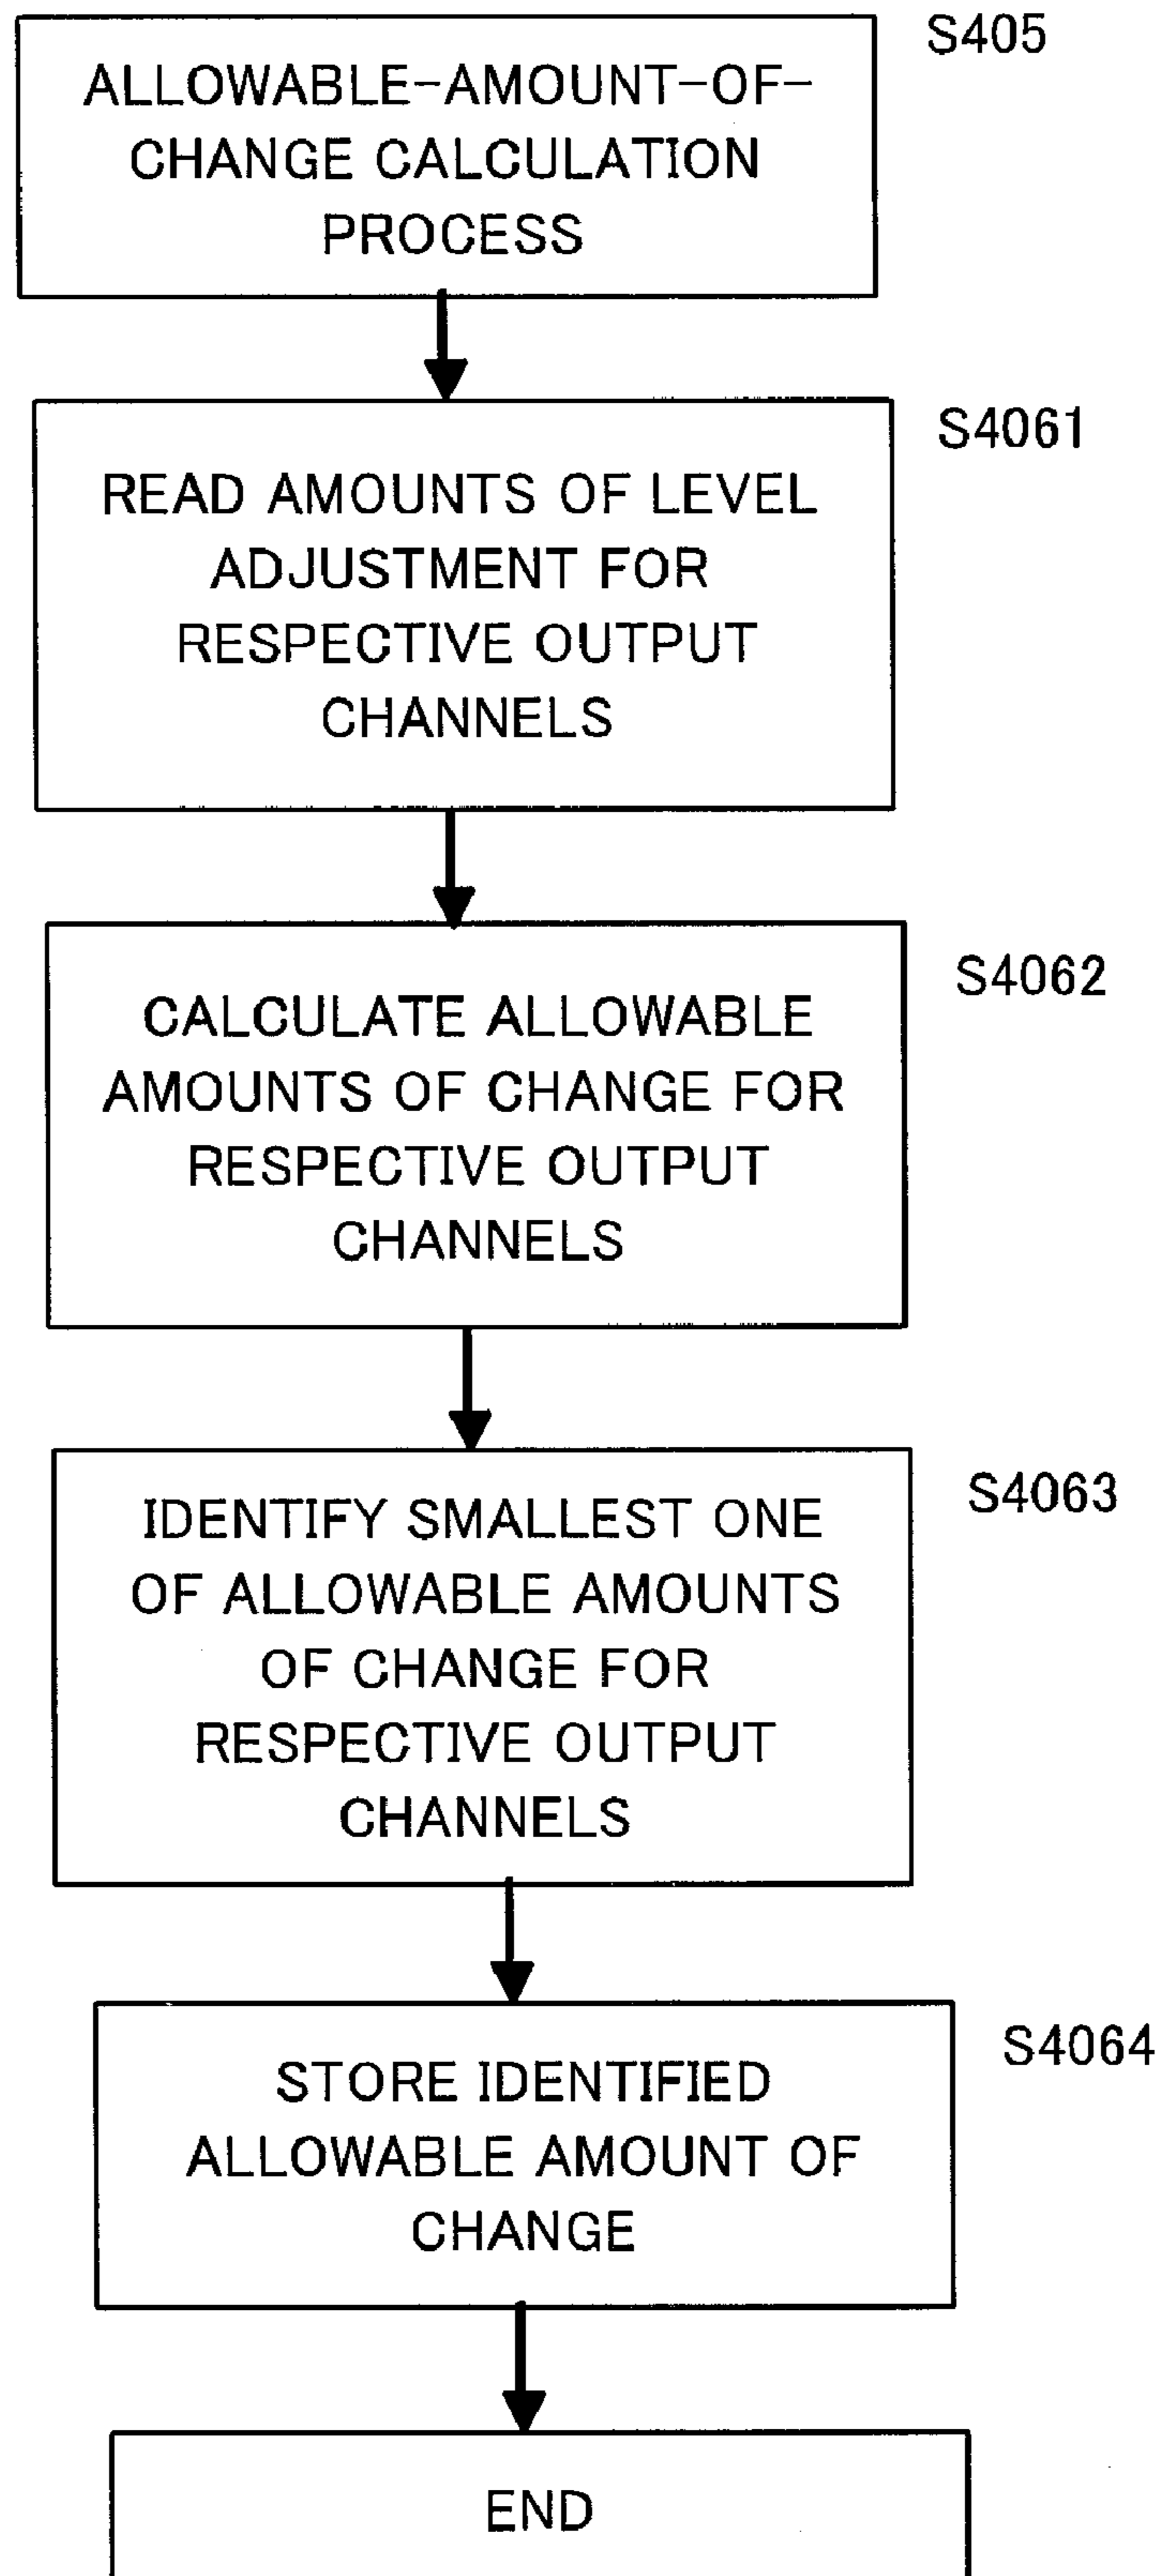 S405
ALLOWABLE-AMOUNT-OF-
CHANGE CALCULATION
PROCESS
S4061
READ AMOUNTS OF LEVEL
ADJUSTMENT FOR
RESPECTIVE OUTPUT
CHANNELS
S4062
CALCULATE ALLOWABLE
AMOUNTS OF CHANGE FOR
RESPECTIVE OUTPUT
CHANNELS
S4063
IDENTIFY SMALLEST ONE
OF ALLOWABLE AMOUNTS
OF CHANGE FOR
RESPECTIVE OUTPUT
CHANNELS
S4064
STORE IDENTIFIED
ALLOWABLE AMOUNT OF
CHANGE
END